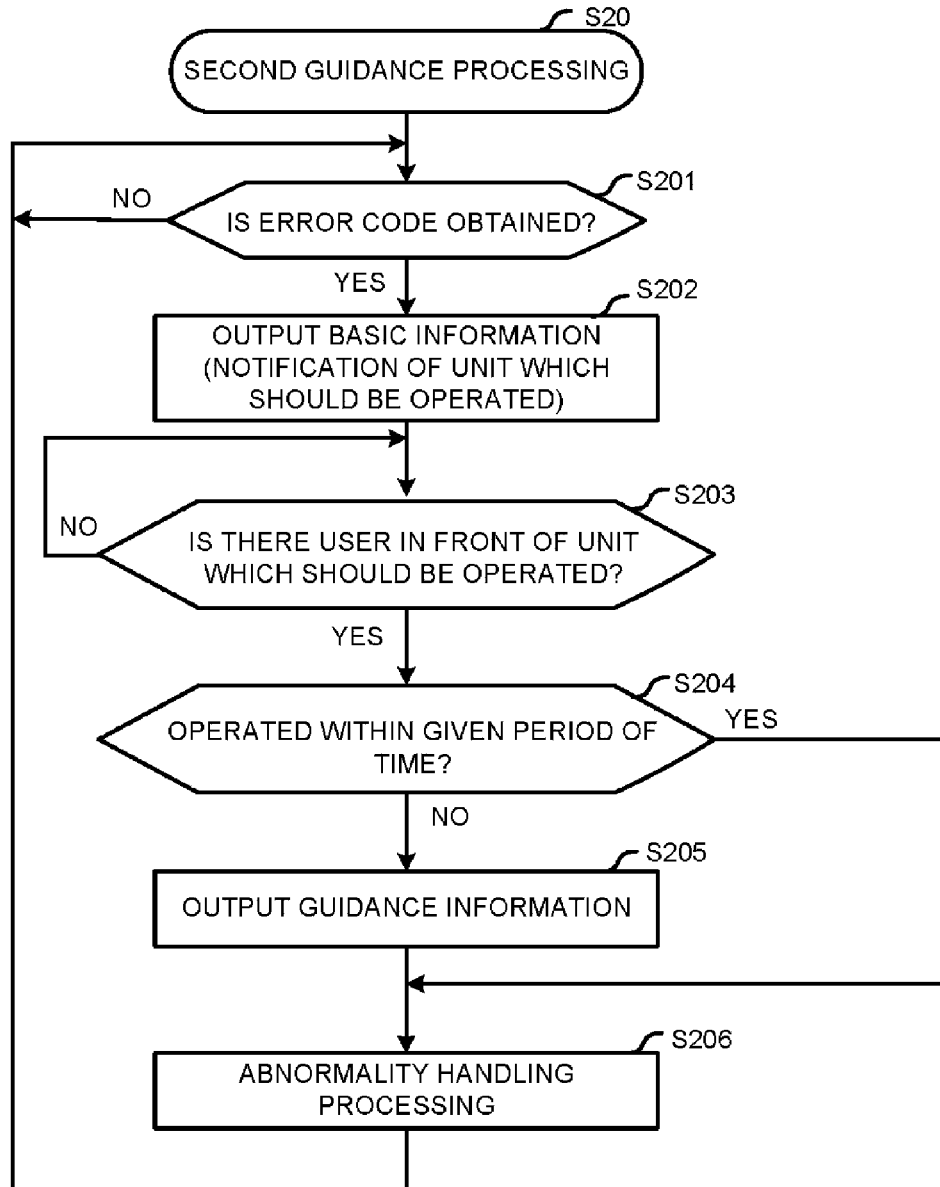 S20
SECOND GUIDANCE PROCESSING
S201
NO
IS ERROR CODE OBTAINED?
YES
S202
OUTPUT BASIC INFORMATION
(NOTIFICATION OF UNIT WHICH
SHOULD BE OPERATED)
S203
NO
IS THERE USER IN FRONT OF UNIT
WHICH SHOULD BE OPERATED?
YES
S204
YES
OPERATED WITHIN GIVEN PERIOD OF
TIME?
NO
S205
OUTPUT GUIDANCE INFORMATION
S206
ABNORMALITY HANDLING
PROCESSING